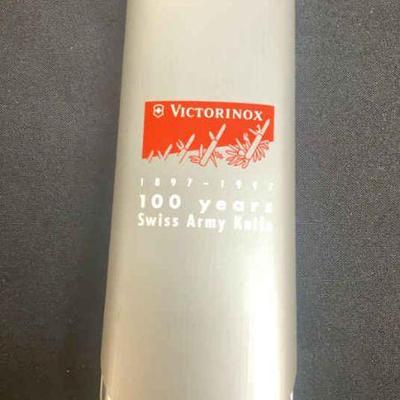 VICTORINOX
1897-1997
100 years
Swiss Army Knife